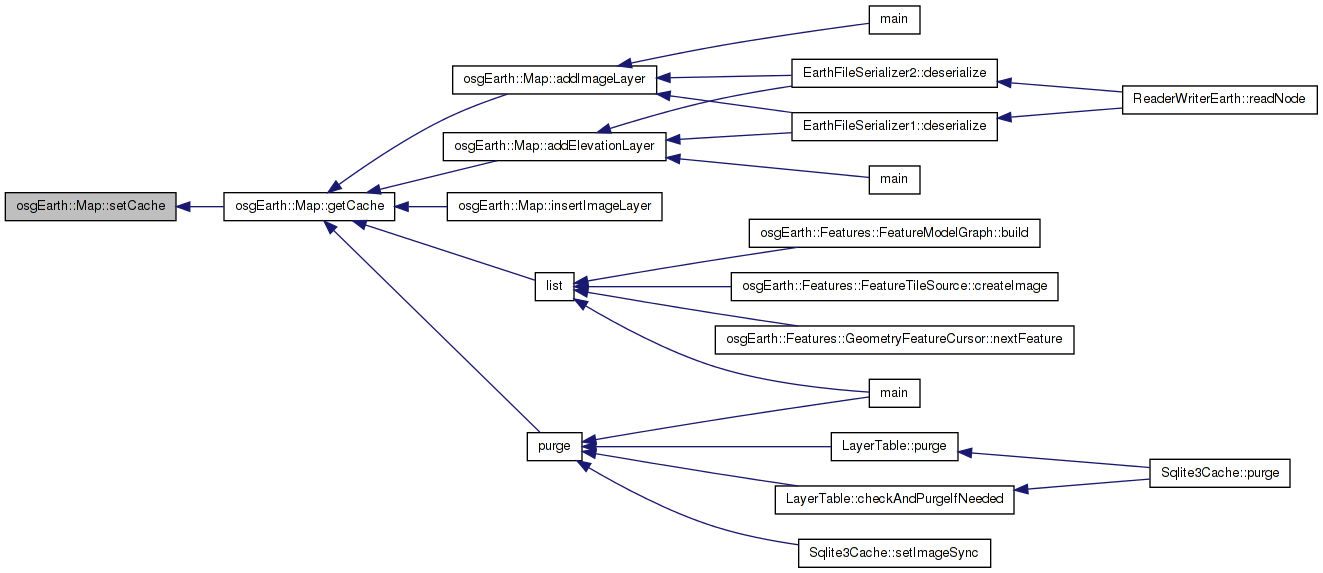 main
osgEarth::Map::addImageLayer
EarthFileSerializer2::deserialize
ReaderWriterEarth::readNode
EarthFileSerializer1::deserialize
osgEarth::Map::addElevationLayer
main
osgEarth::Map::setCache
osgEarth::Map::getCache
osgEarth::Map::insertImageLayer
osgEarth::Features::FeatureModelGraph::build
list
osgEarth::Features::FeatureTileSource::createImage
osgEarth::Features::GeometryFeatureCursor::nextFeature
main
purge
LayerTable::purge
Sqlite3Cache::purge
LayerTable::checkAndPurgeIfNeeded
Sqlite3Cache::setImageSync